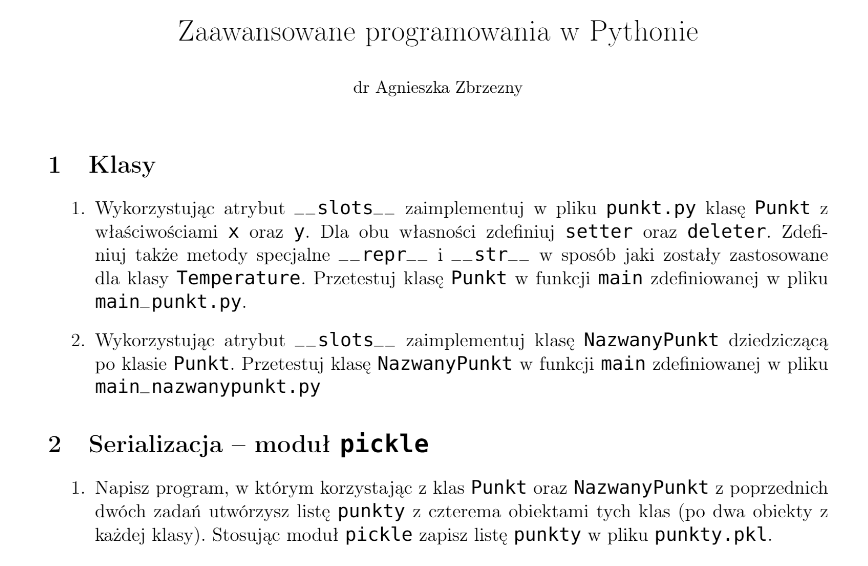 Zaawansowane programowania w Pythonie
dr Agnieszka Zbrzezny
1 Klasy
1. Wykorzystując atrybut __slots__ zaimplementuj w pliku punkt.py klasę Punkt z
właściwościami x oraz y. Dla obu własności zdefiniuj setter oraz deleter. Zdefi-
niuj także metody specjalne __repr__ i __str__ w sposób jaki zostały zastosowane
dla klasy Temperature. Przetestuj klasę Punkt w funkcji main zdefiniowanej w pliku
main_punkt.py.
2. Wykorzystując atrybut __slots__ zaimplementuj klasę NazwanyPunkt dziedziczącą
po klasie Punkt. Przetestuj klasę NazwanyPunkt w funkcji main zdefiniowanej w pliku
main_nazwanypunkt.py
2 Serializacja – moduł pickle
1. Napisz program, w którym korzystając z klas Punkt oraz NazwanyPunkt z poprzednich
dwóch zadań utwórzysz listę punkty z czterema obiektami tych klas (po dwa obiekty z
każdej klasy). Stosując moduł pickle zapisz listę punkty w pliku punkty.pkl.